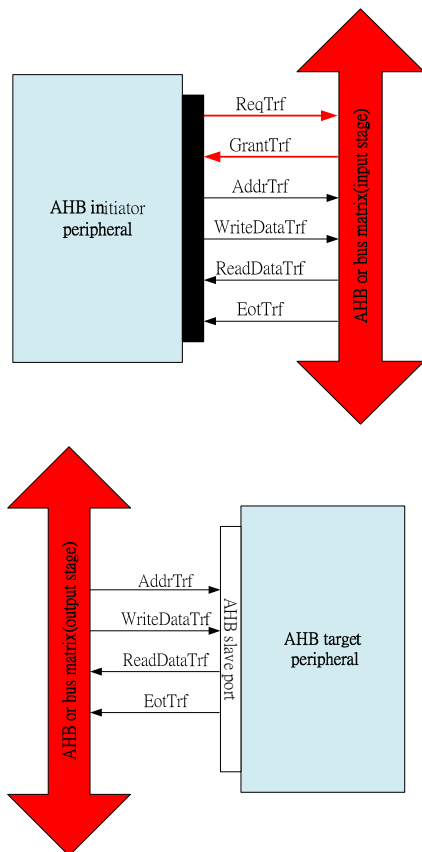 AHB initiator
peripheral
ReqTrf
GrantTrf
AddrTrf
WriteDataTrf
ReadDataTrf
EotTrf
AHB or bus matrix(input stage)
AHB or bus matrix(output stage)
AddrTrf
WriteDataTrf
ReadDataTrf
EotTrf
AHB slave port
AHB target
peripheral